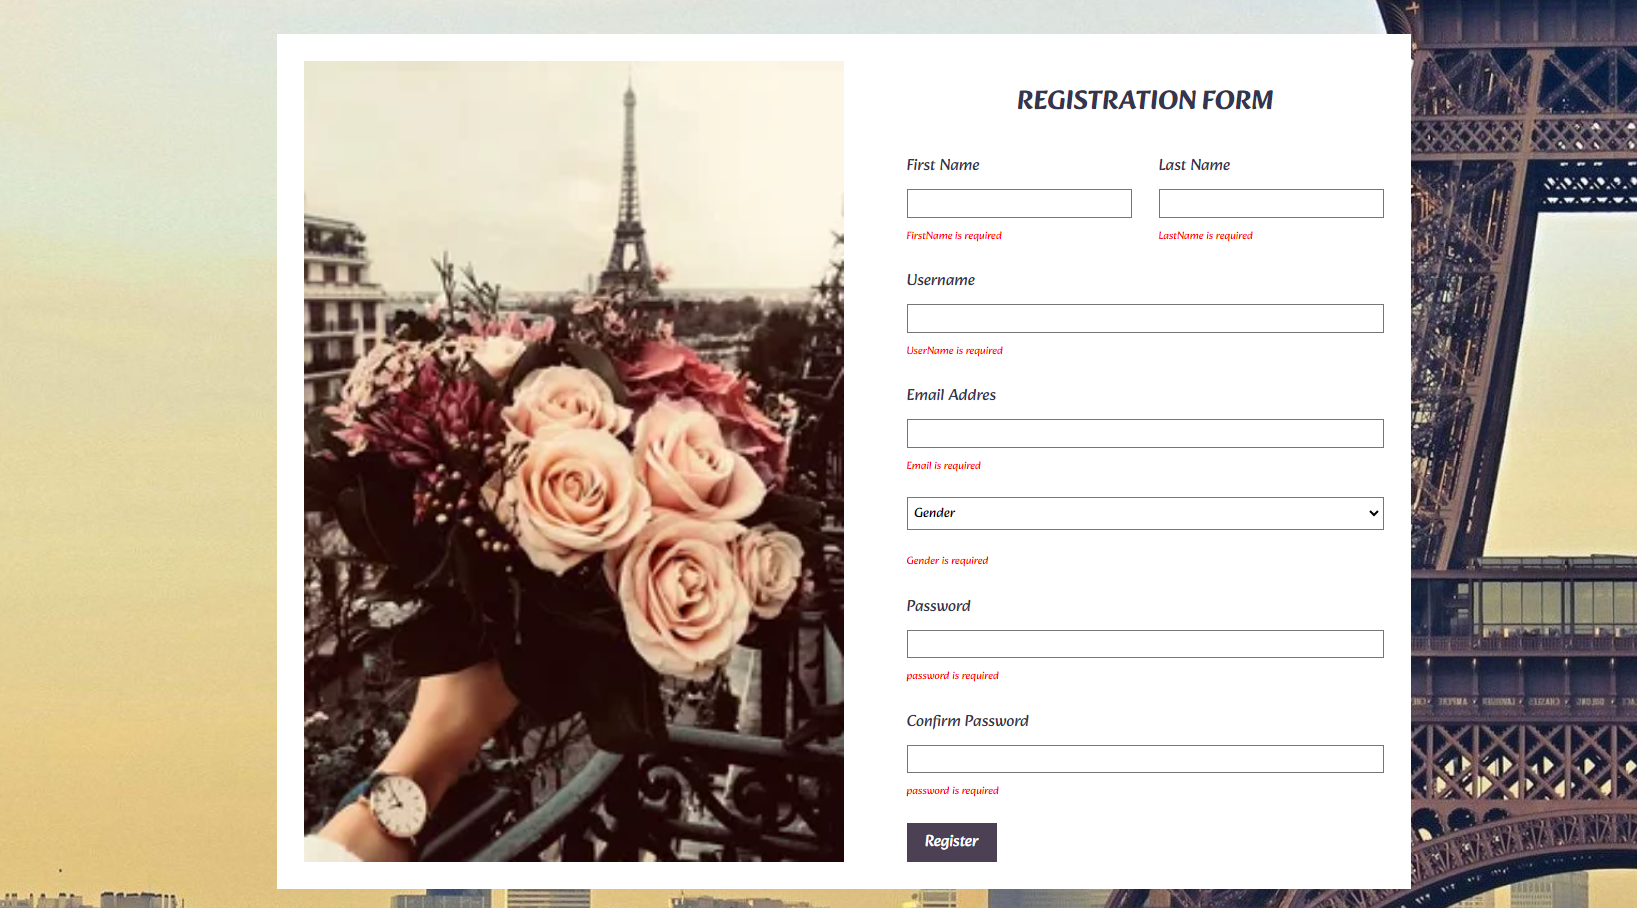 REGISTRATION FORM
First Name
Last Name
FirstName is required
LastName is required
Username
UserName is required
Email Addres
Email is required
Gender
Gender is required
Password
password is required
Confirm Password
password is required
Register